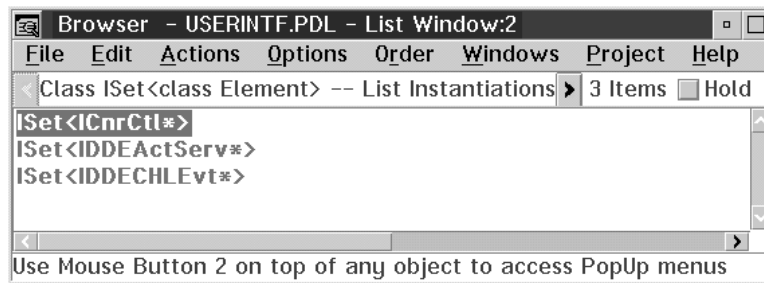 Browser - USERINTF.PDL - List Window:2
File Edit Actions Options Order Windows Project Help
Class ISet<class Element> -- List Instantiations 3 Items Hold
ISet<ICnrCtl*>
ISet<IDDEActServ*>
ISet<IDDECHLEvt*>
Use Mouse Button 2 on top of any object to access PopUp menus